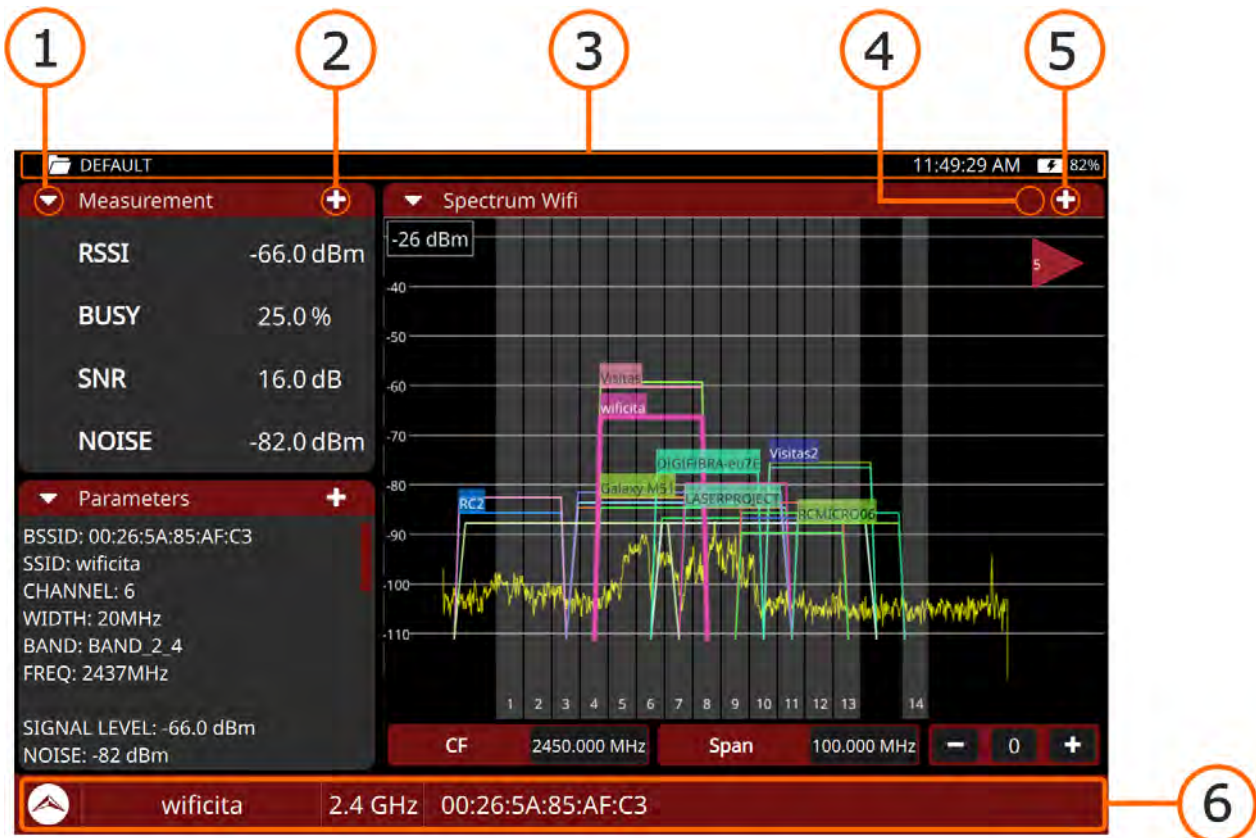 1
2
3
4
5
DEFAULT
11:49:29 AM
82%
Measurement
RSSI -66.0 dBm
BUSY 25.0 %
SNR 16.0 dB
NOISE -82.0 dBm
Parameters
BSSID: 00:26:5A:85:AF:C3
SSID: wificita
CHANNEL: 6
WIDTH: 20MHz
BAND: BAND_2_4
FREQ: 2437MHz
SIGNAL LEVEL: -66.0 dBm
NOISE: -82 dBm
Spectrum Wifi
-26 dBm
5
-40
-50
-60
-70
-80
-90
-100
-110
Visitas
wificita
DIGIFIBRA-eu7E
Visitas2
Galaxy M51
LASERPROJECT
RC2
RCMICRO06
1 2 3 4 5 6 7 8 9 10 11 12 13 14
CF 2450.000 MHz Span 100.000 MHz - 0 +
wificita 2.4 GHz 00:26:5A:85:AF:C3
6